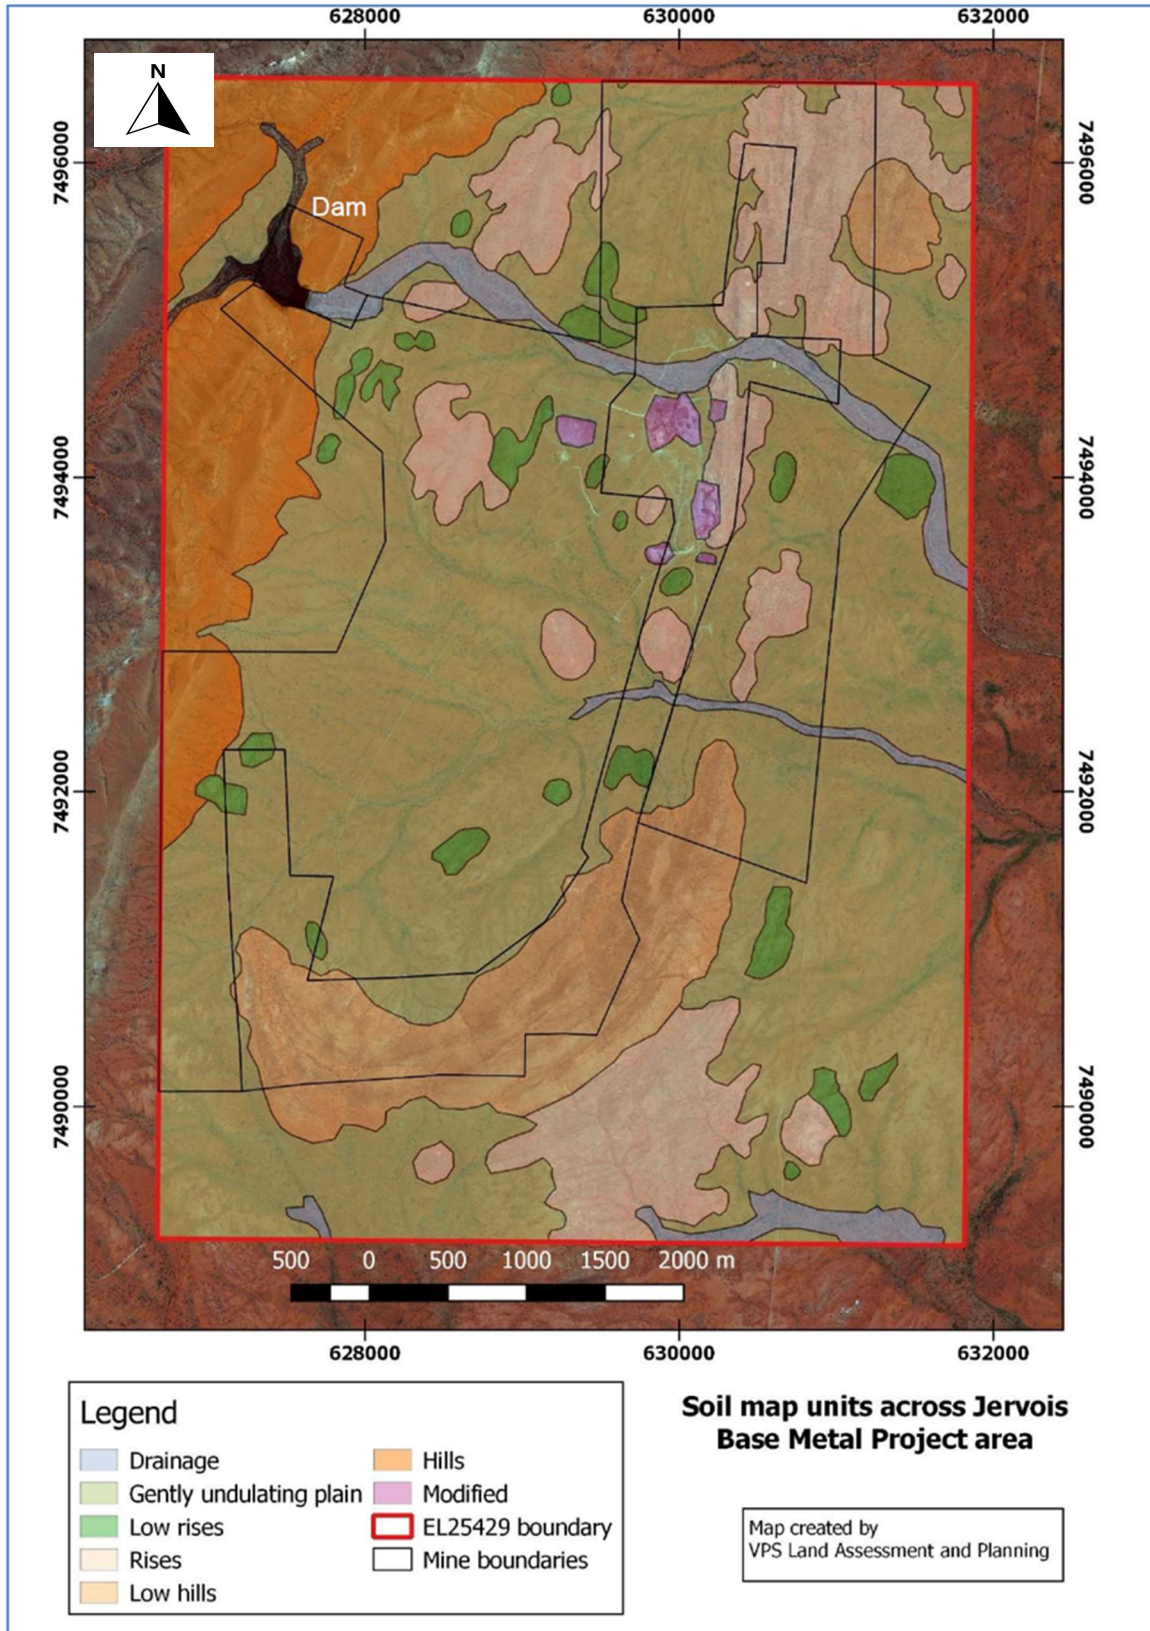 628000 630000 632000
N
7496000 7496000
Dam
7494000 7494000
7492000 7492000
7490000 7490000
500 0 500 1000 1500 2000 m
628000 630000 632000
Legend
Drainage
Gently undulating plain
Low rises
Rises
Low hills
Hills
Modified
EL25429 boundary
Mine boundaries
Soil map units across Jervois
Base Metal Project area
Map created by
VPS Land Assessment and Planning